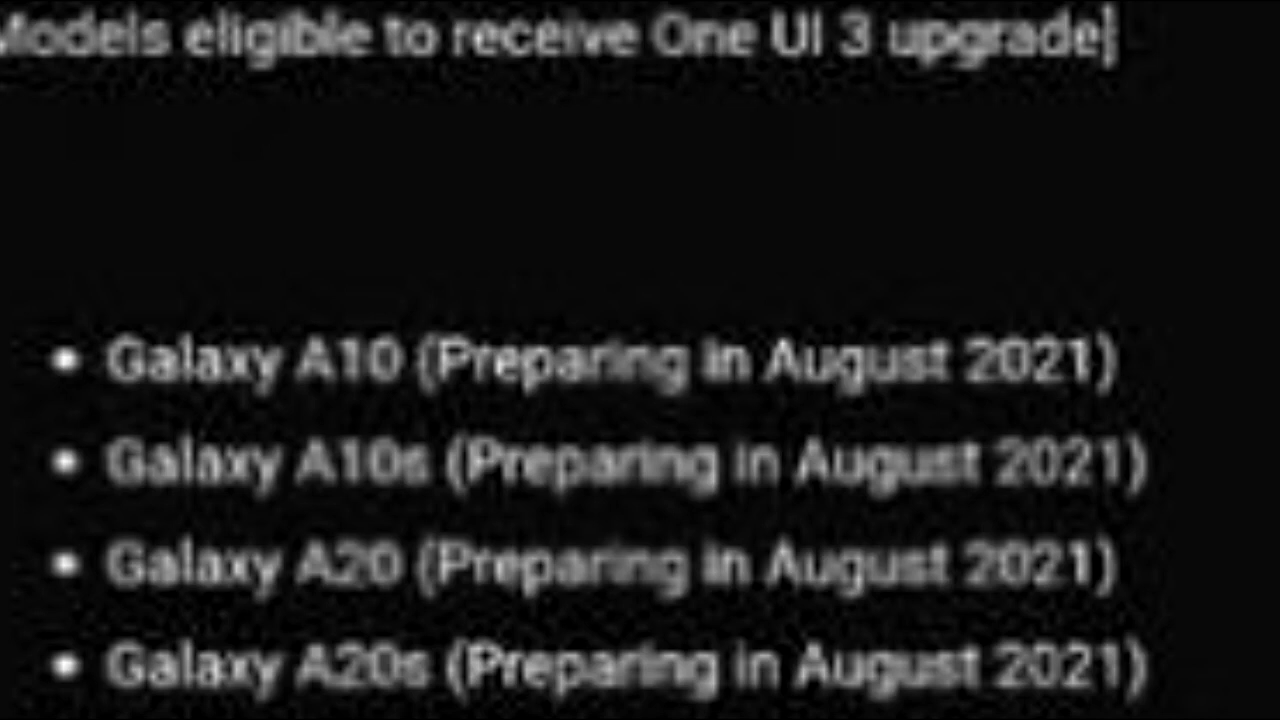 Models eligible to receive One UI 3 upgrade]
• Galaxy A10 (Preparing in August 2021)
• Galaxy A10s (Preparing in August 2021)
• Galaxy A20 (Preparing in August 2021)
• Galaxy A20s (Preparing in August 2021)